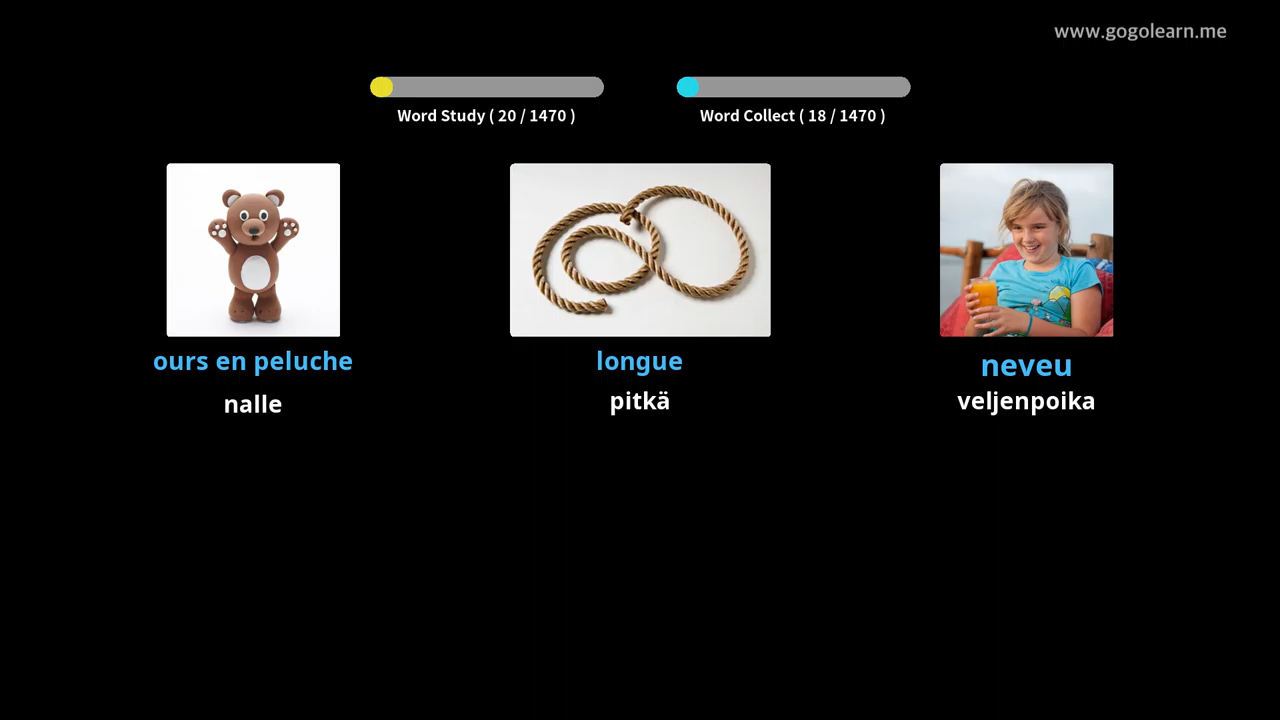 www.gogolearn.me
Word Study ( 20 / 1470 )
Word Collect ( 18 / 1470 )
ours en peluche
longue
neveu
nalle
pitkä
veljenpoika